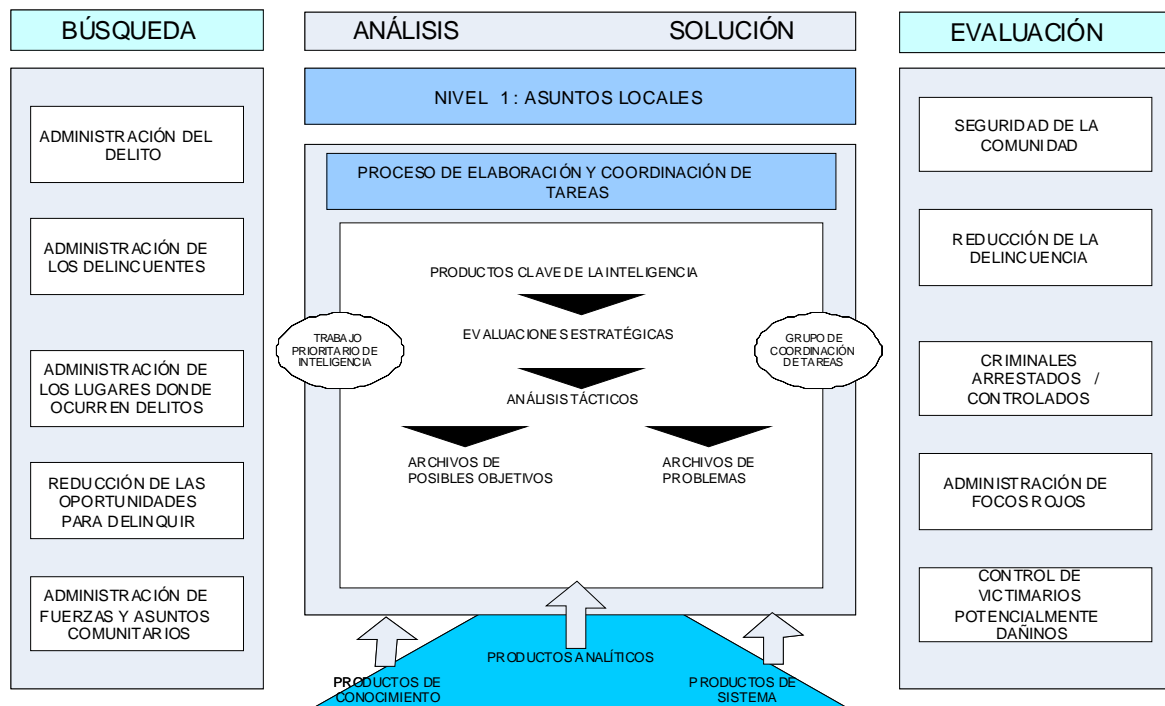 BÚSQUEDA
ADMINISTRACIÓN DEL
DELITO
ADMINISTRACIÓN DE
LOS DELINCUENTES
ADMINISTRACIÓN DE
LOS LUGARES DONDE
OCURREN DELITOS
REDUCCIÓN DE LAS
OPORTUNIDADES
PARA DELINQUIR
ADMINISTRACIÓN DE
FUERZAS Y ASUNTOS
COMUNITARIOS
ANÁLISIS SOLUCIÓN
NIVEL 1: ASUNTOS LOCALES
PROCESO DE ELABORACIÓN Y COORDINACIÓN DE
TAREAS
PRODUCTOS CLAVE DE LA INTELIGENCIA
EVALUACIONES ESTRATÉGICAS
TRABAJO
PRIORITARIO DE
INTELIGENCIA
GRUPO DE
COORDINACIÓN
DE TAREAS
ANÁLISIS TÁCTICOS
ARCHIVOS DE
POSIBLES OBJETIVOS
ARCHIVOS DE
PROBLEMAS
PRODUCTOS ANALÍTICOS
PRODUCTOS DE
CONOCIMIENTO
PRODUCTOS DE
SISTEMA
EVALUACIÓN
SEGURIDAD DE LA
COMUNIDAD
REDUCCIÓN DE LA
DELINCUENCIA
CRIMINALES
ARRESTADOS /
CONTROLADOS
ADMINISTRACIÓN DE
FOCOS ROJOS
CONTROL DE
VICTIMARIOS
POTENCIALMENTE
DAÑINOS